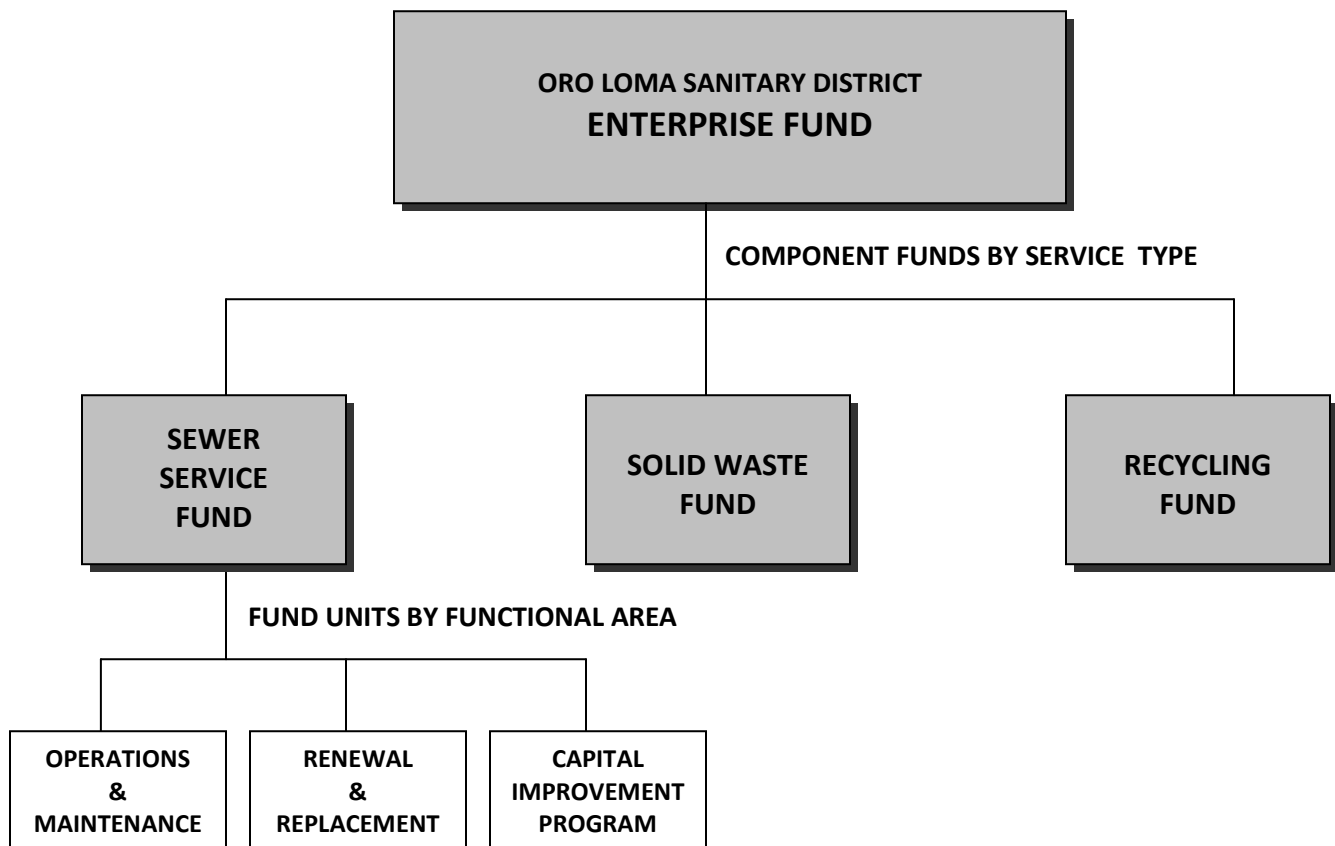 ORO LOMA SANITARY DISTRICT
ENTERPRISE FUND
COMPONENT FUNDS BY SERVICE TYPE
SEWER
SERVICE
FUND
SOLID WASTE
FUND
RECYCLING
FUND
FUND UNITS BY FUNCTIONAL AREA
OPERATIONS
&
MAINTENANCE
RENEWAL
&
REPLACEMENT
CAPITAL
IMPROVEMENT
PROGRAM